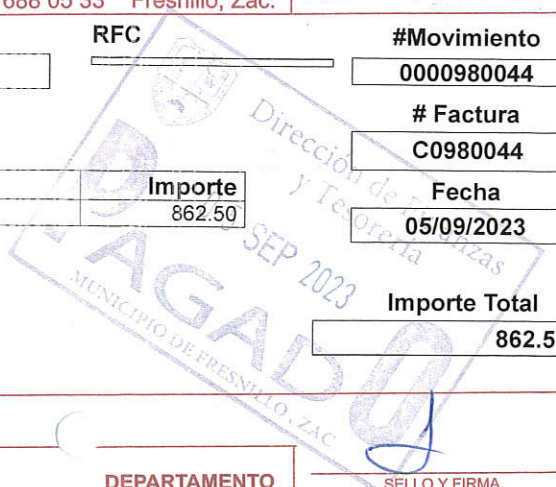 688 05 33 Fresnillo, Zac.
RFC
#Movimiento
0000980044
# Factura
C0980044
Importe
862.50
Fecha
05/09/2023
Importe Total
862.5
Dirección de Finanzas
y Tesorería
SEP 2023
PAGADO
MUNICIPIO DE FRESNILLO, ZAC
DEPARTAMENTO
SELLO Y FIRMA